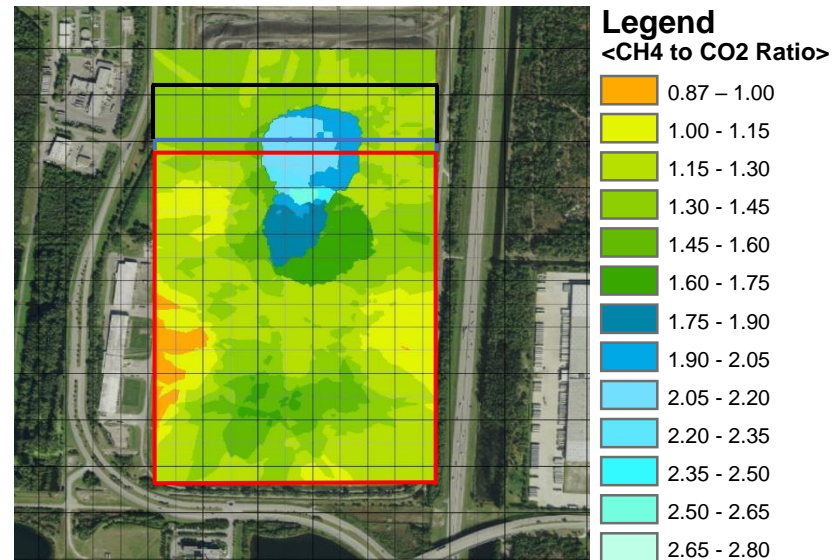 Legend
<CH4 to CO2 Ratio>
0.87 – 1.00
1.00 - 1.15
1.15 - 1.30
1.30 - 1.45
1.45 - 1.60
1.60 - 1.75
1.75 - 1.90
1.90 - 2.05
2.05 - 2.20
2.20 - 2.35
2.35 - 2.50
2.50 - 2.65
2.65 - 2.80